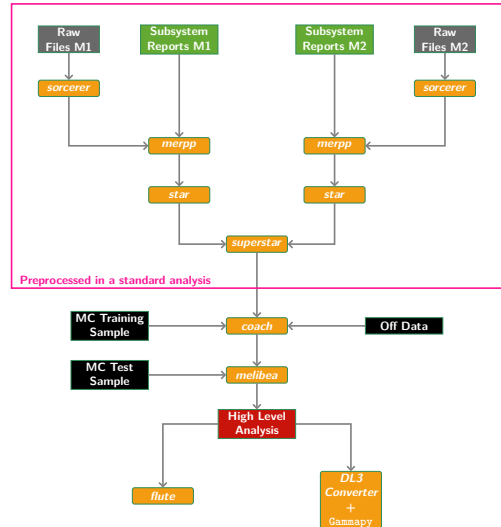 Raw
Files M1
Subsystem
Reports M1
Subsystem
Reports M2
Raw
Files M2
sorcerer
sorcerer
merpp
merpp
star
star
superstar
Preprocessed in a standard analysis
MC Training
Sample
coach
Off Data
MC Test
Sample
melibea
High Level
Analysis
flute
DL3
Converter
+
Gammapy